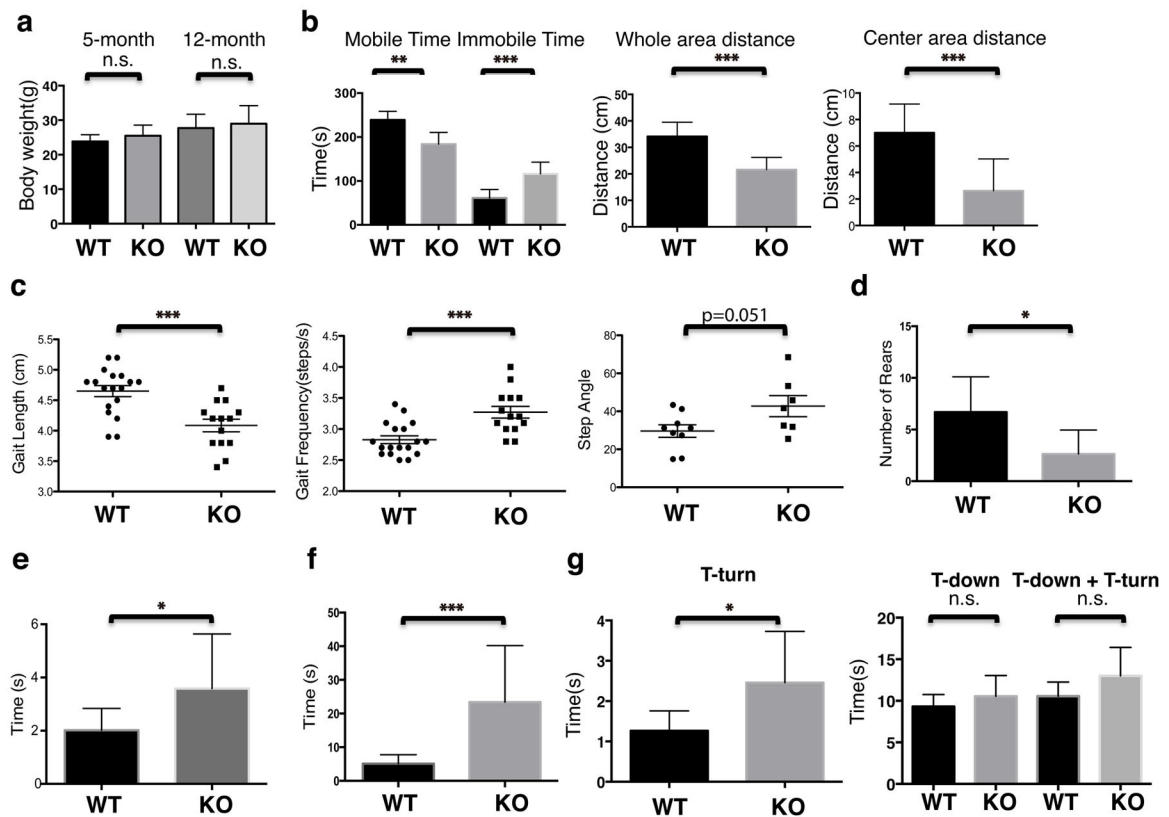 a
5-month 12-month
n.s. n.s.
Body weight(g)
40
30
20
10
0
WT KO WT KO
b
Mobile Time Immobile Time
** ***
Time(s)
300
200
100
0
WT KO WT KO
Whole area distance
***
Distance (cm)
50
40
30
20
10
0
WT KO
Center area distance
***
Distance (cm)
10
8
6
4
2
0
WT KO
c
***
Gait Length (cm)
5.5
5.0
4.5
4.0
3.5
3.0
WT KO
***
Gait Frequency(steps/s)
4.5
4.0
3.5
3.0
2.5
2.0
WT KO
p=0.051
Step Angle
80
60
40
20
0
WT KO
d
*
Number of Rears
15
10
5
0
WT KO
e
*
Time (s)
6
4
2
0
WT KO
f
***
Time (s)
50
40
30
20
10
0
WT KO
g
T-turn
*
Time(s)
4
3
2
1
0
WT KO
T-down T-down + T-turn
n.s. n.s.
Time(s)
20
15
10
5
0
WT KO WT KO